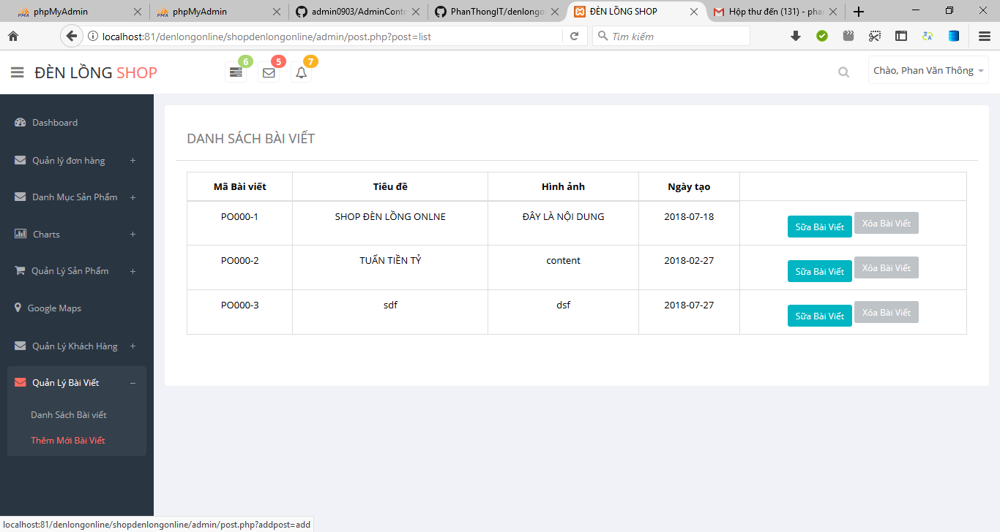 phpMyAdmin
phpMyAdmin
admin0903/AdminContr
PhanThongIT/denlongo
ĐÈN LỒNG SHOP
Hộp thư đến (131) - phan
localhost:81/denlongonline/shopdenlongonline/admin/post.php?post=list
Tìm kiếm
ĐÈN LỒNG SHOP
6
5
7
Chào, Phan Văn Thông
Dashboard
Quản lý đơn hàng +
Danh Mục Sản Phẩm +
Charts +
Quản Lý Sản Phẩm +
Google Maps
Quản Lý Khách Hàng +
Quản Lý Bài Viết –
Danh Sách Bài viết
Thêm Mới Bài Viết
DANH SÁCH BÀI VIẾT
Mã Bài viết Tiêu đề Hình ảnh Ngày tạo
PO000-1 SHOP ĐÈN LỒNG ONLNE ĐÂY LÀ NỘI DUNG 2018-07-18 Sữa Bài Viết Xóa Bài Viết
PO000-2 TUẤN TIỀN TỶ content 2018-02-27 Sữa Bài Viết Xóa Bài Viết
PO000-3 sdf dsf 2018-07-27 Sữa Bài Viết Xóa Bài Viết
localhost:81/denlongonline/shopdenlongonline/admin/post.php?addpost=add